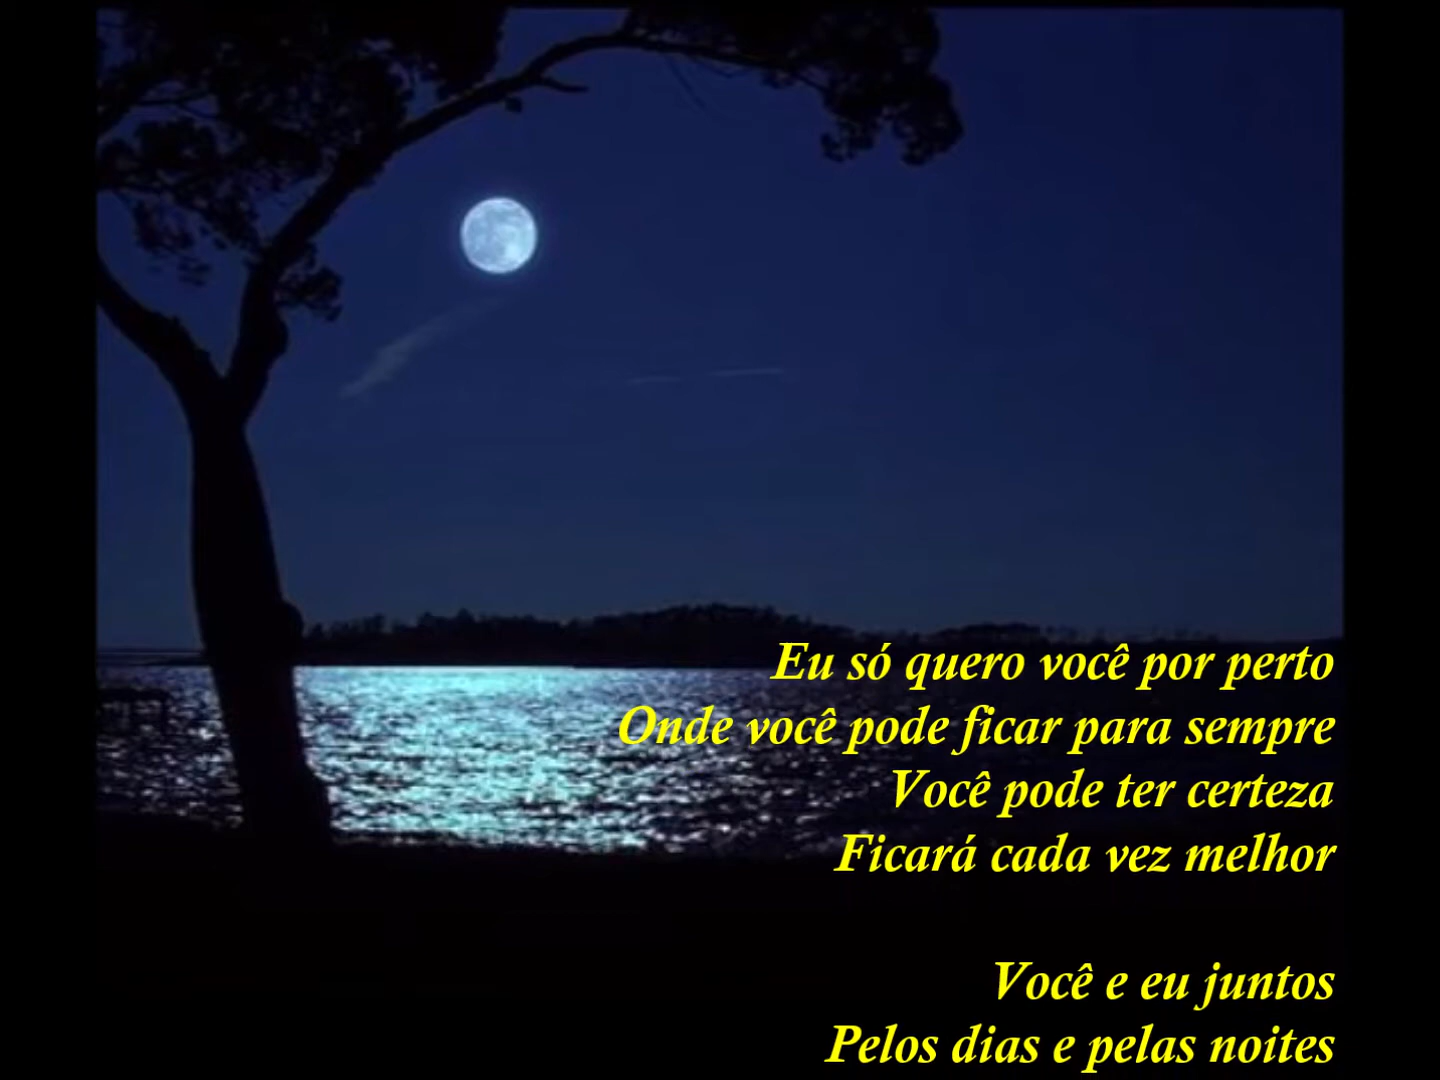 Eu só quero você por perto
Onde você pode ficar para sempre
Você pode ter certeza
Ficará cada vez melhor
Você e eu juntos
Pelos dias e pelas noites